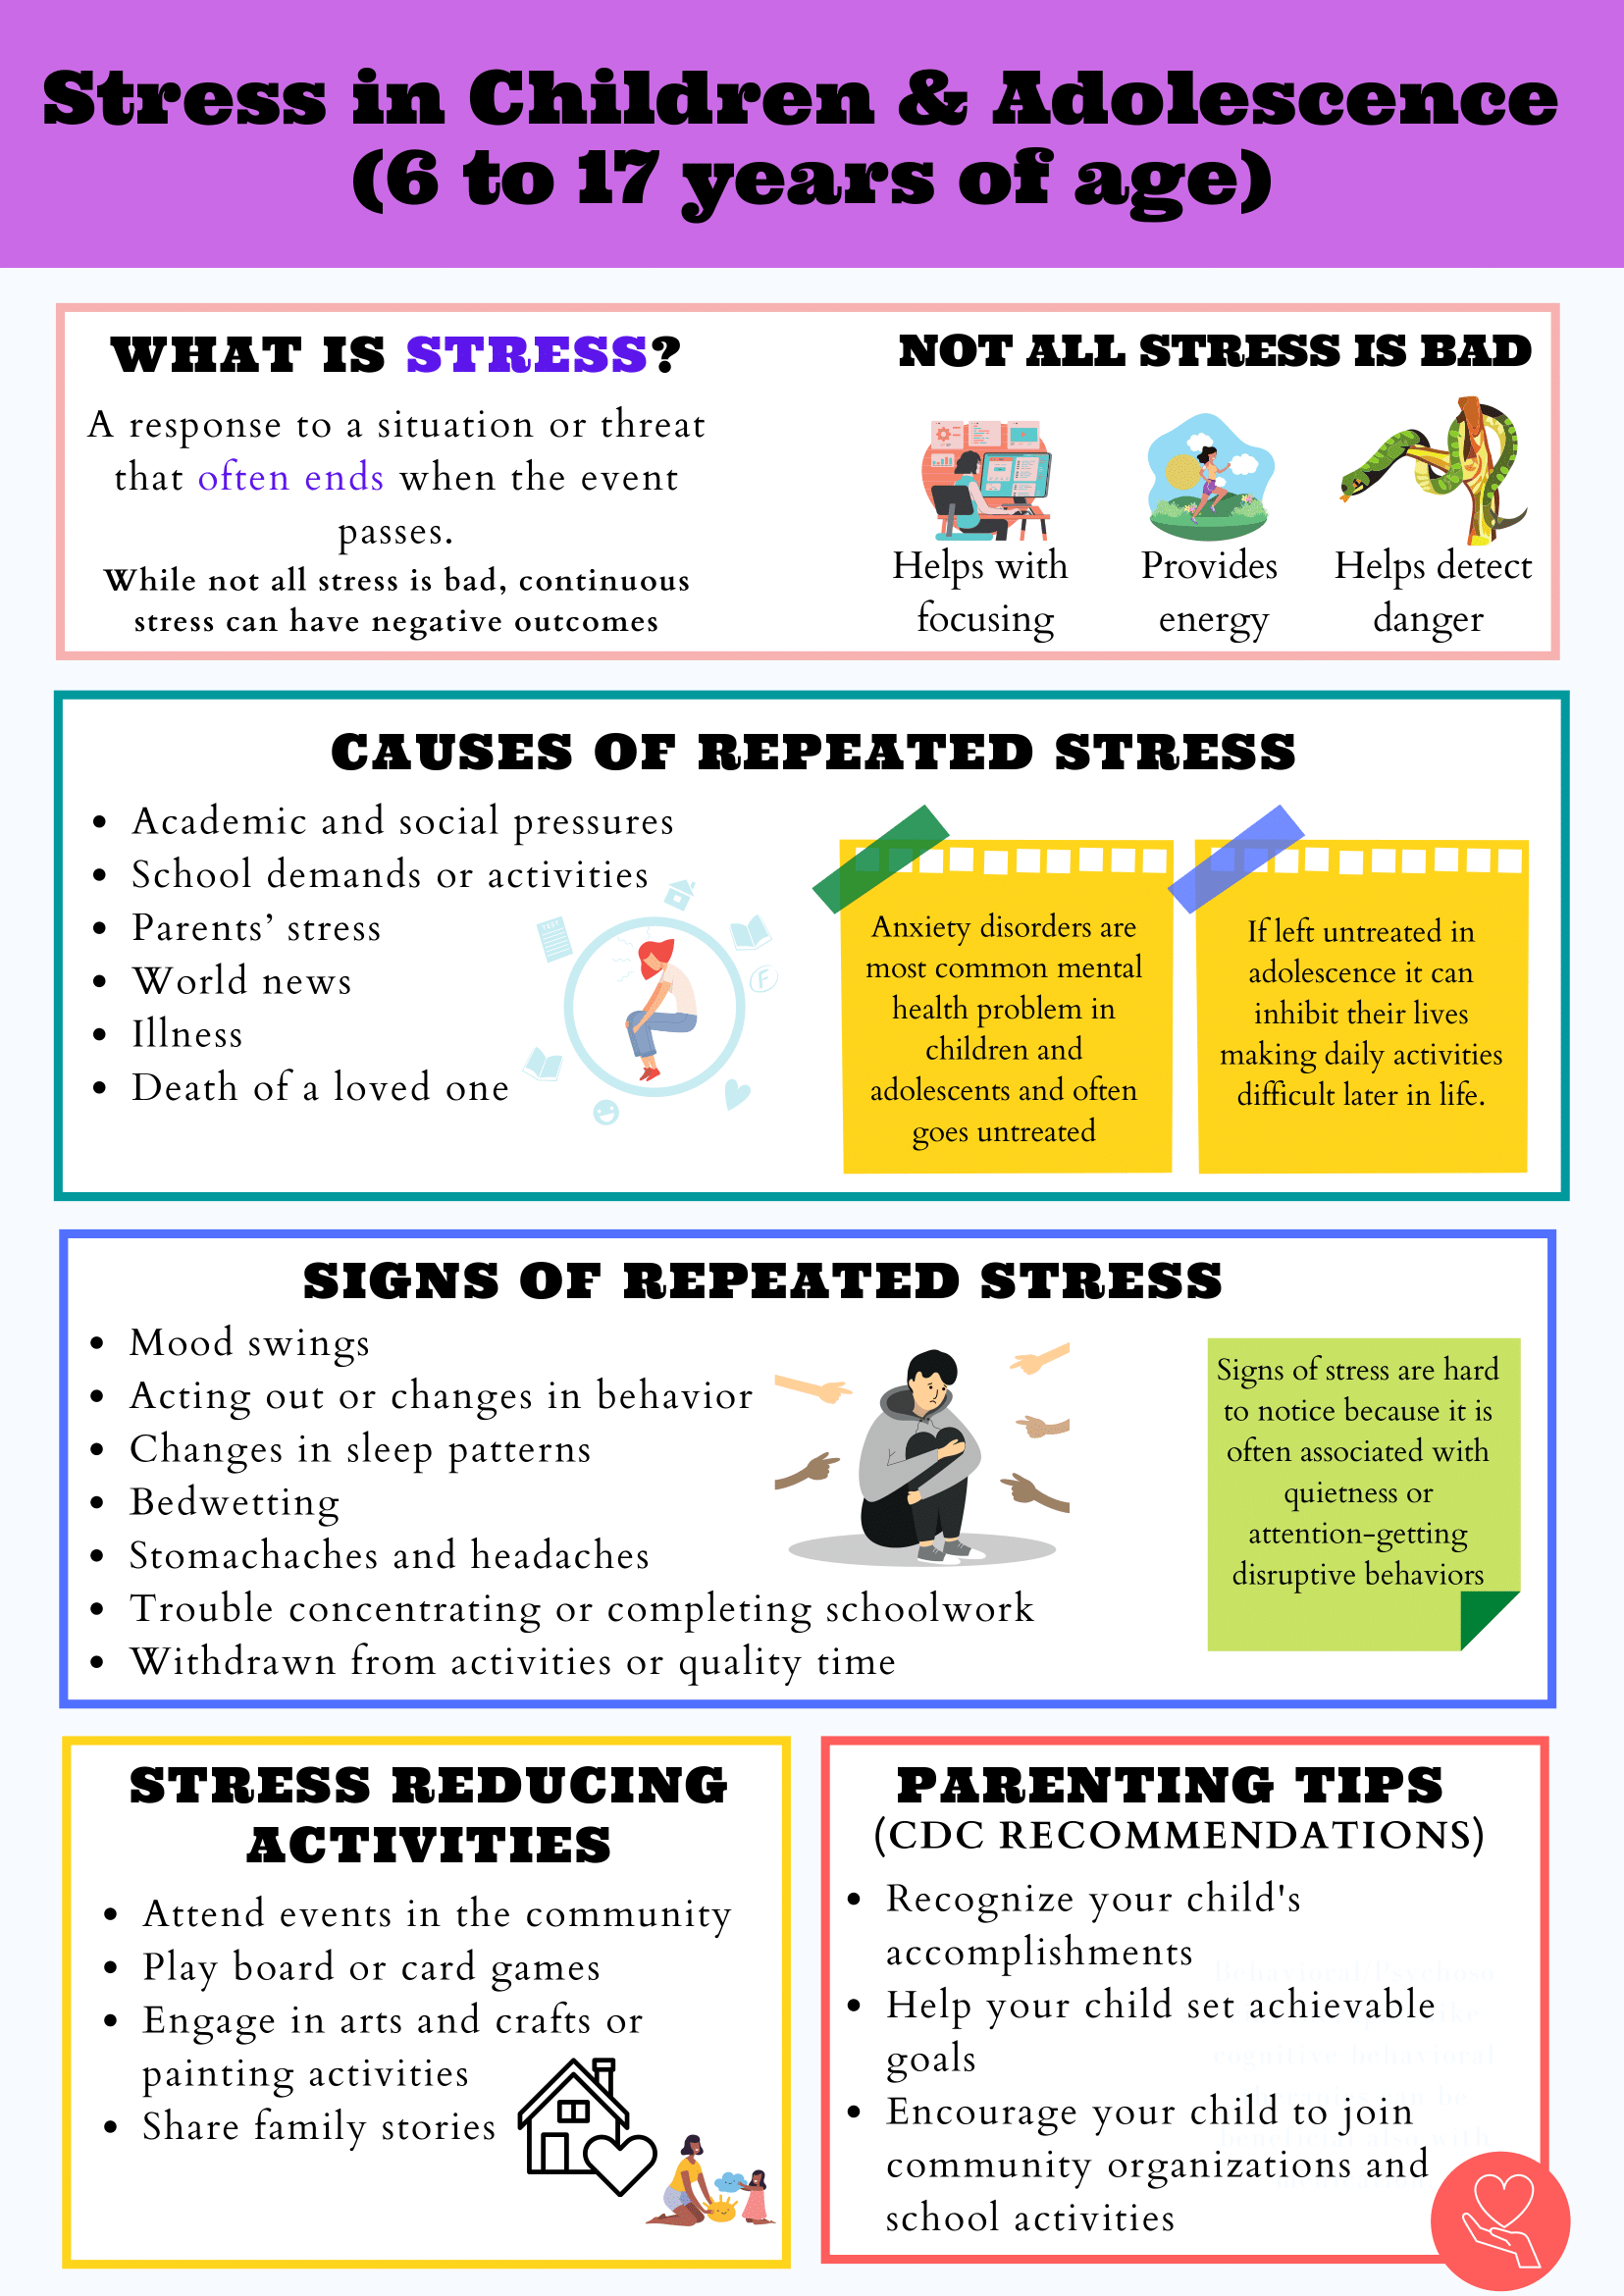 Stress in Children & Adolescence
(6 to 17 years of age)
WHAT IS STRESS?
A response to a situation or threat
that often ends when the event
passes.
While not all stress is bad, continuous
stress can have negative outcomes
NOT ALL STRESS IS BAD
Helps with
focusing
Provides
energy
Helps detect
danger
CAUSES OF REPEATED STRESS
• Academic and social pressures
• School demands or activities
• Parents’ stress
• World news
• Illness
• Death of a loved one
TEST
F
Anxiety disorders are
most common mental
health problem in
children and
adolescents and often
goes untreated
If left untreated in
adolescence it can
inhibit their lives
making daily activities
difficult later in life.
SIGNS OF REPEATED STRESS
• Mood swings
• Acting out or changes in behavior
• Changes in sleep patterns
• Bedwetting
• Stomachaches and headaches
• Trouble concentrating or completing schoolwork
• Withdrawn from activities or quality time
Signs of stress are hard
to notice because it is
often associated with
quietness or
attention-getting
disruptive behaviors
STRESS REDUCING
ACTIVITIES
• Attend events in the community
• Play board or card games
• Engage in arts and crafts or
painting activities
• Share family stories
PARENTING TIPS
(CDC RECOMMENDATIONS)
• Recognize your child's
accomplishments
• Help your child set achievable
goals
• Encourage your child to join
community organizations and
school activities
Behavioral/Psychoso
cognitive behavioral